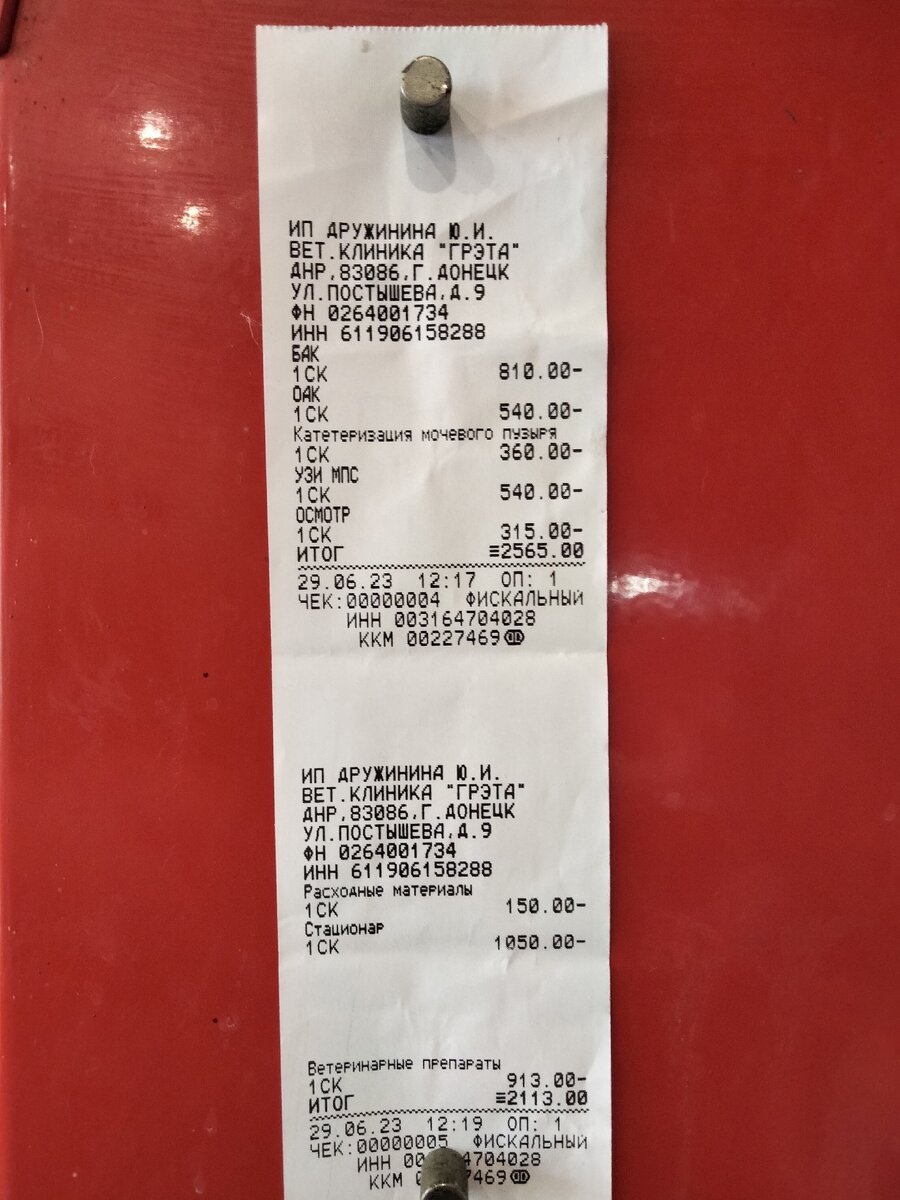 ИП ДРУЖИНИНА Ю.И.
ВЕТ.КЛИНИКА "ГРЭТА"
ДНР,83086,Г.ДОНЕЦК
УЛ.ПОСТЫШЕВА,Д.9
ФН 0264001734
ИНН 611906158288
БАК
1СК 810.00-
ОАК
1СК 540.00-
Катетеризация мочевого пузыря
1СК 360.00-
УЗИ МПС
1СК 540.00-
ОСМОТР
1СК 315.00-
ИТОГ ≡2565.00
29.06.23 12:17 ОП: 1
ЧЕК:00000004 ФИСКАЛЬНЫЙ
ИНН 003164704028
ККМ 00227469
ИП ДРУЖИНИНА Ю.И.
ВЕТ.КЛИНИКА "ГРЭТА"
ДНР,83086,Г.ДОНЕЦК
УЛ.ПОСТЫШЕВА,Д.9
ФН 0264001734
ИНН 611906158288
Расходные материалы
1СК 150.00-
Стационар
1СК 1050.00-
Ветеринарные препараты
1СК 913.00-
ИТОГ ≡2113.00
29.06.23 12:19 ОП: 1
ЧЕК:00000005 ФИСКАЛЬНЫЙ
ИНН
ККМ